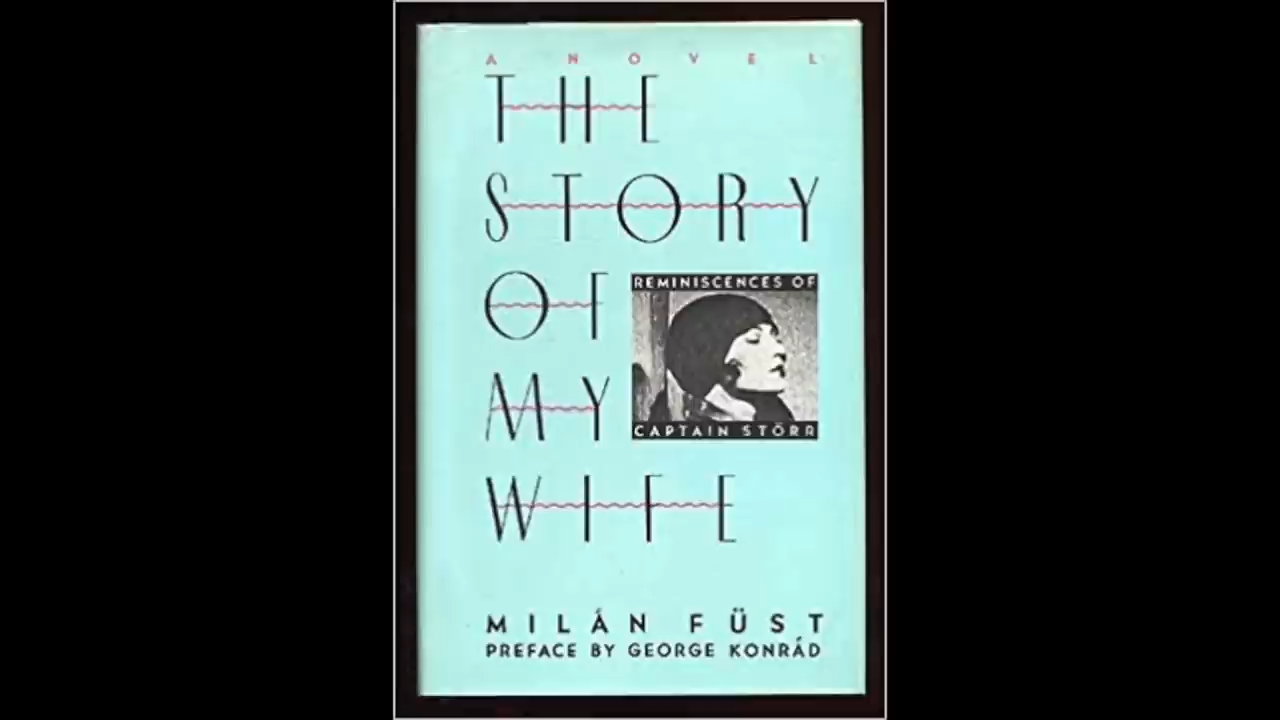 A NOVEL
THE
STORY
OF
REMINISCENCES OF
CAPTAIN STÖRR
MY
WIFE
MILÁN FÜST
PREFACE BY GEORGE KONRÁD